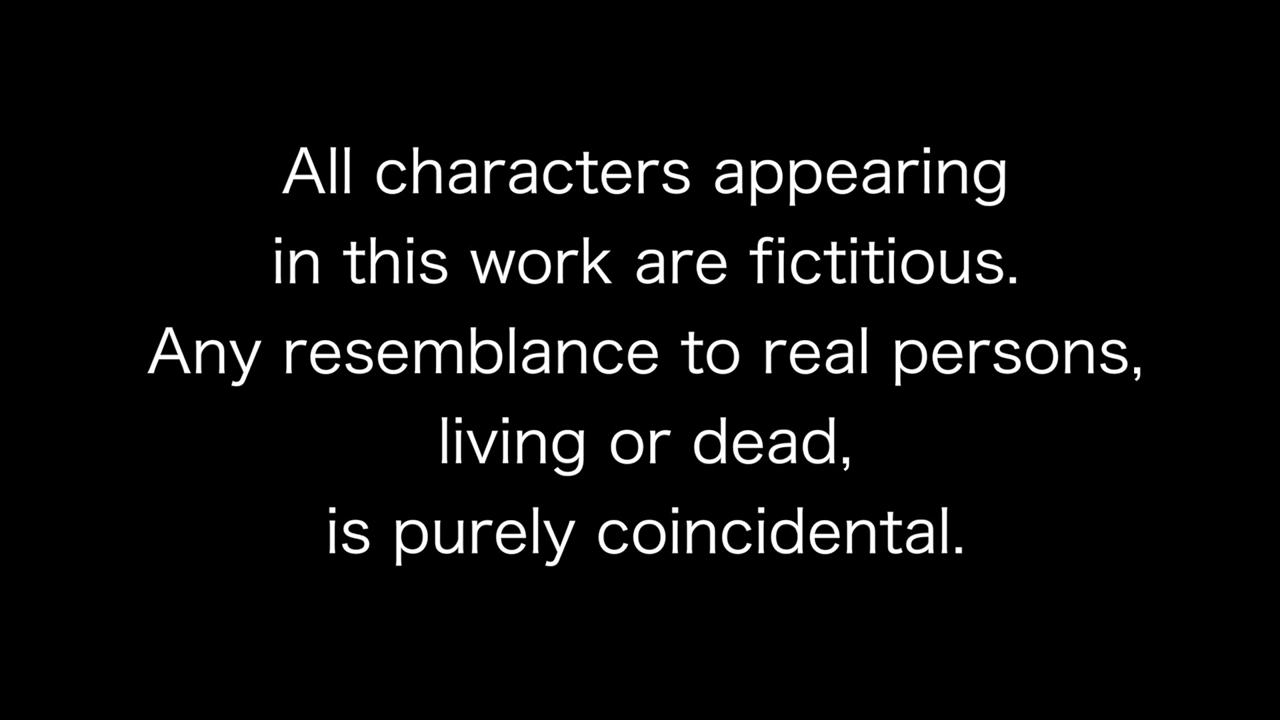 All characters appearing
in this work are fictitious.
Any resemblance to real persons,
living or dead,
is purely coincidental.